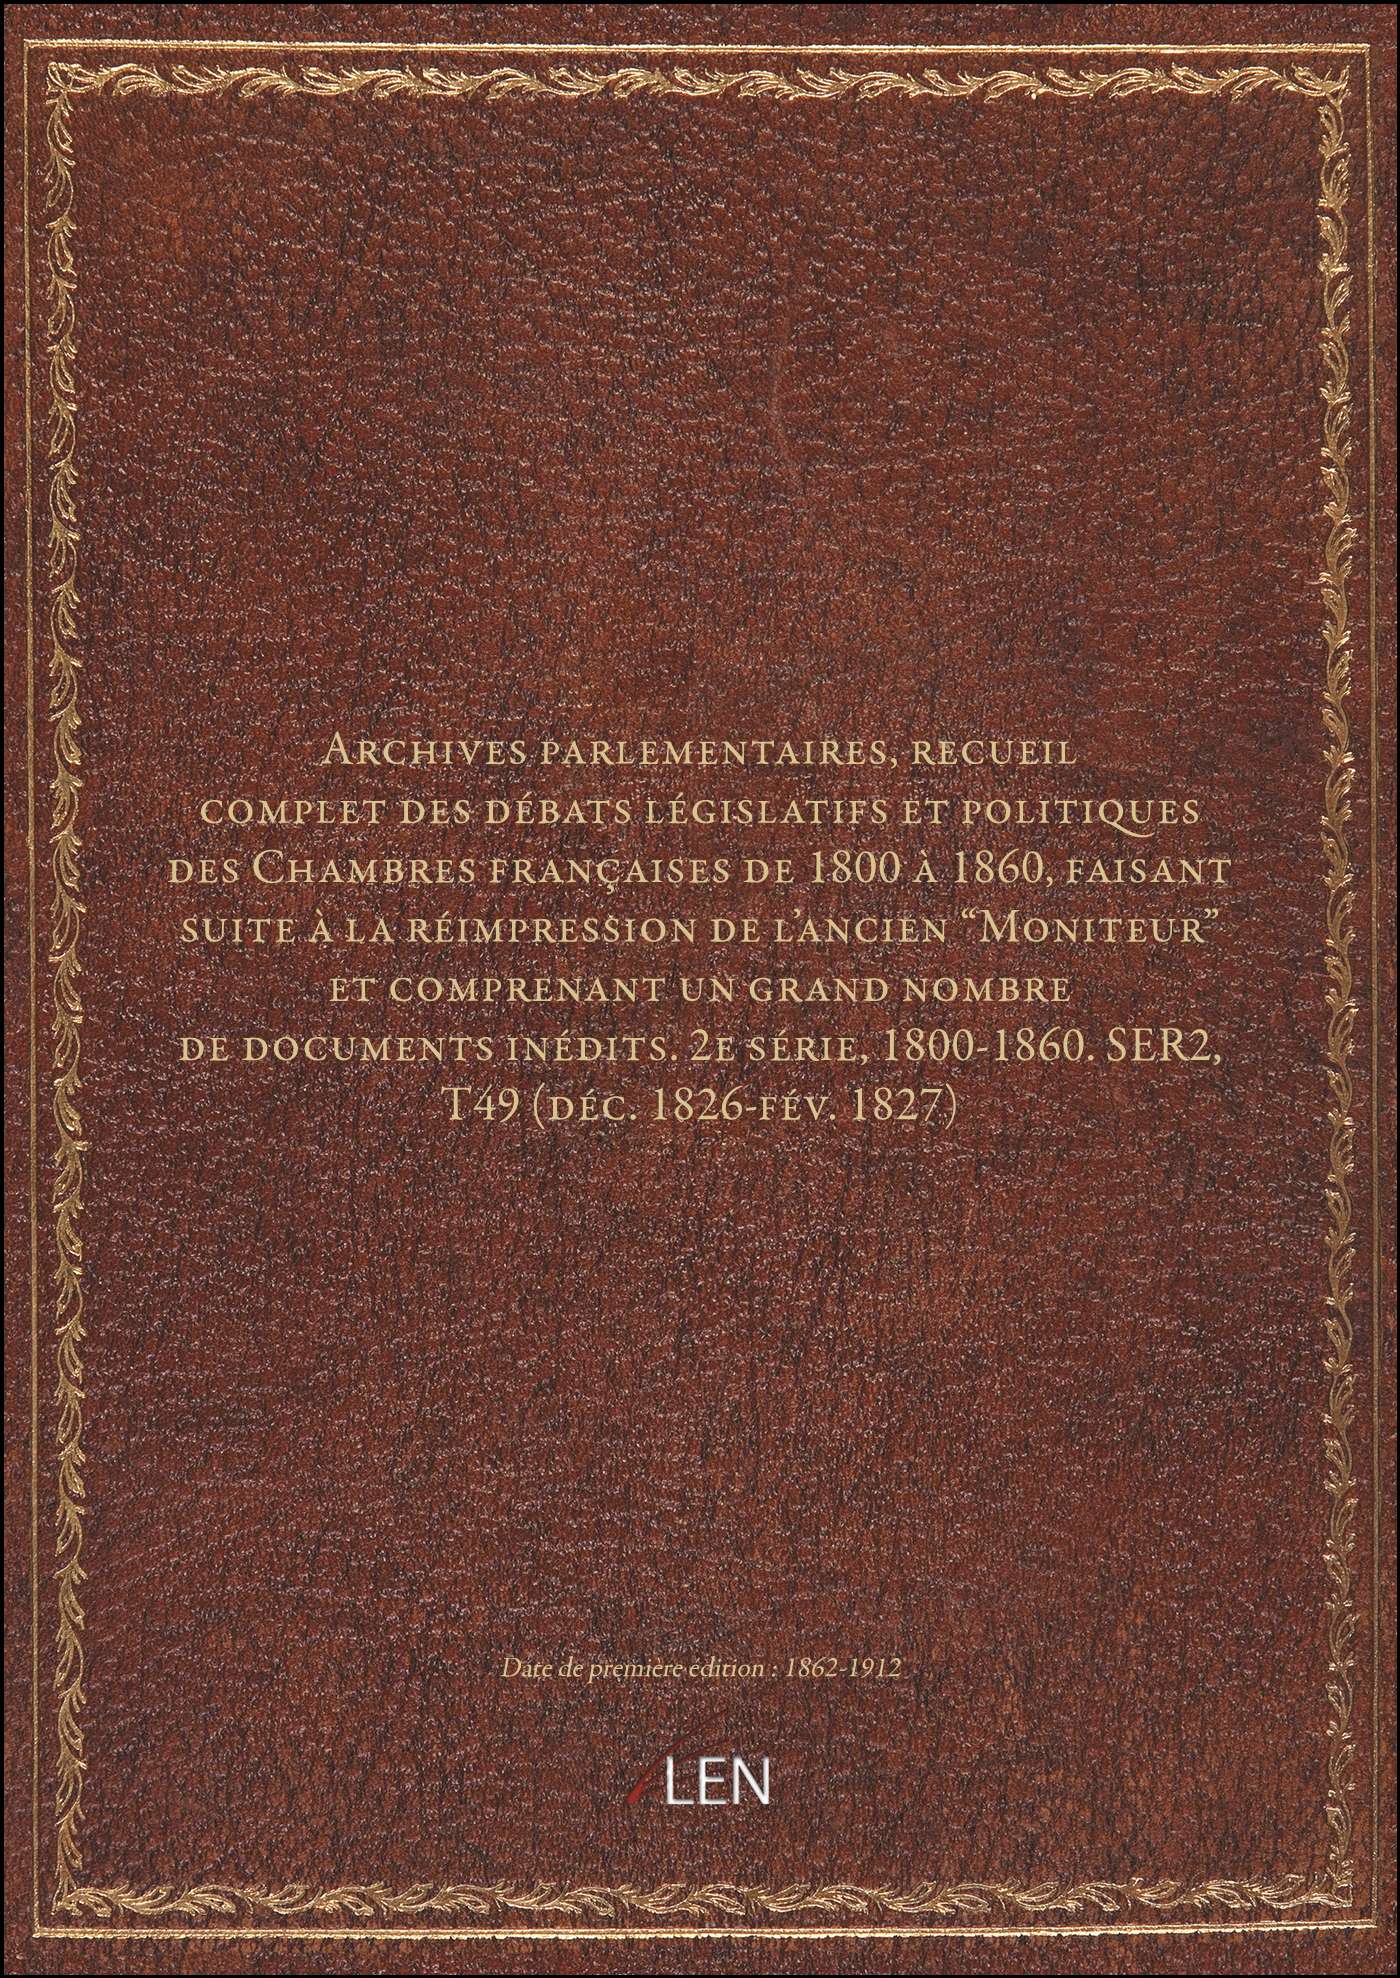 Archives parlementaires, recueil
complet des débats législatifs et politiques
des Chambres françaises de 1800 à 1860, faisant
suite à la réimpression de l’ancien “Moniteur”
et comprenant un grand nombre
de documents inédits. 2e série, 1800-1860. SER2,
T49 (déc. 1826-fév. 1827)
Date de première édition : 1862-1912
LEN